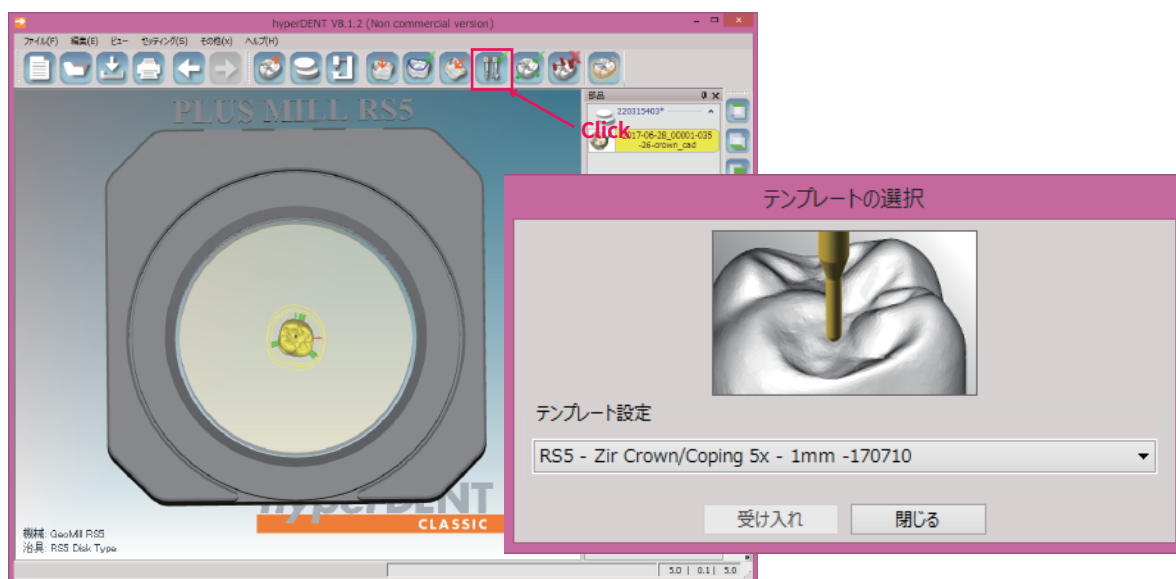 hyperDENT V8.1.2 (Non commercial version)
ファイル(F) 編集(E) ビュー セッティング(S) その他(x) ヘルプ(H)
PLUS MILL RS5
部品
220315403*
Click
2017-06-28_00001-035
-26-crown_cad
テンプレートの選択
テンプレート設定
RS5 - Zir Crown/Coping 5x - 1mm -170710
受け入れ 閉じる
hyperDENT
CLASSIC
機械: GeoMill RS5
治具: RS5 Disk Type
5.0 | 0.1 | 5.0